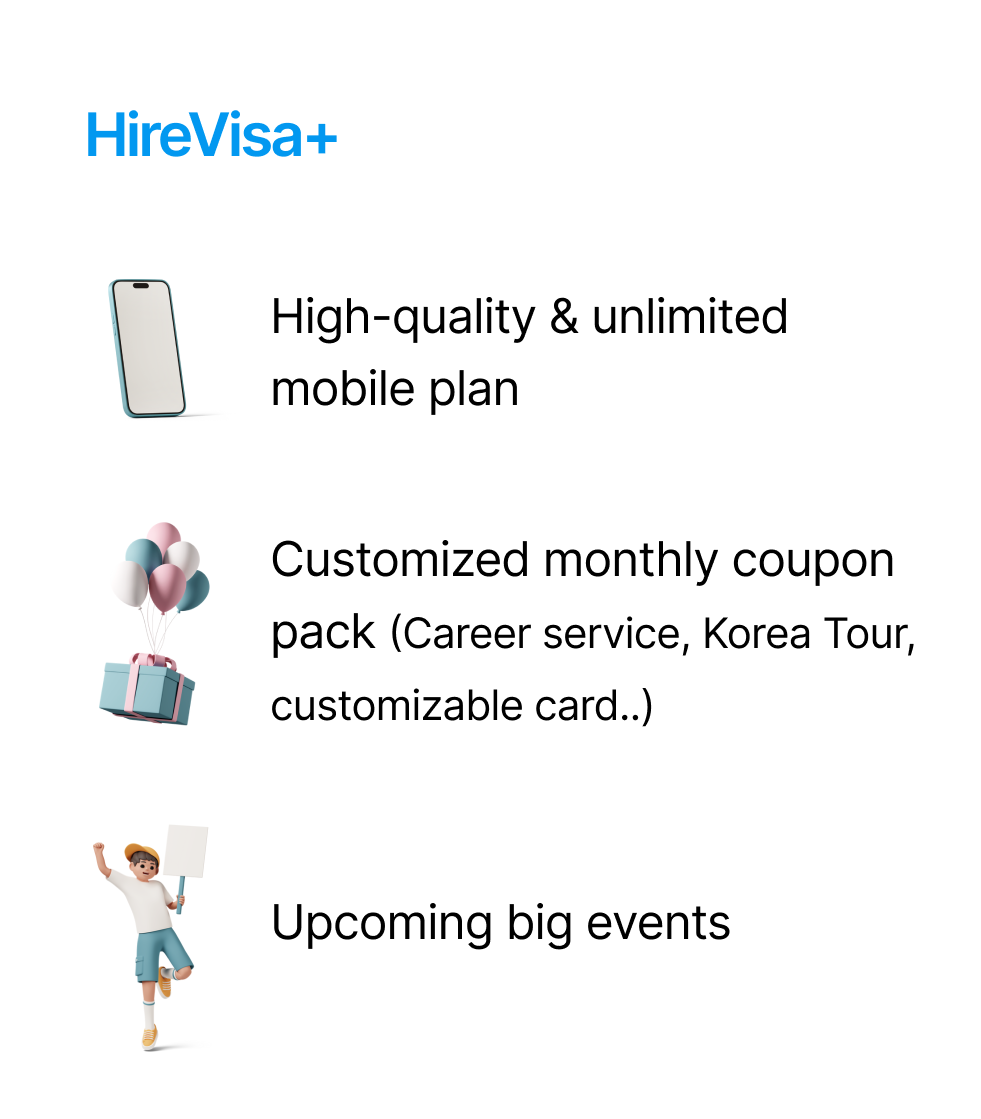 HireVisa+
High-quality & unlimited
mobile plan
Customized monthly coupon
pack (Career service, Korea Tour,
customizable card..)
Upcoming big events